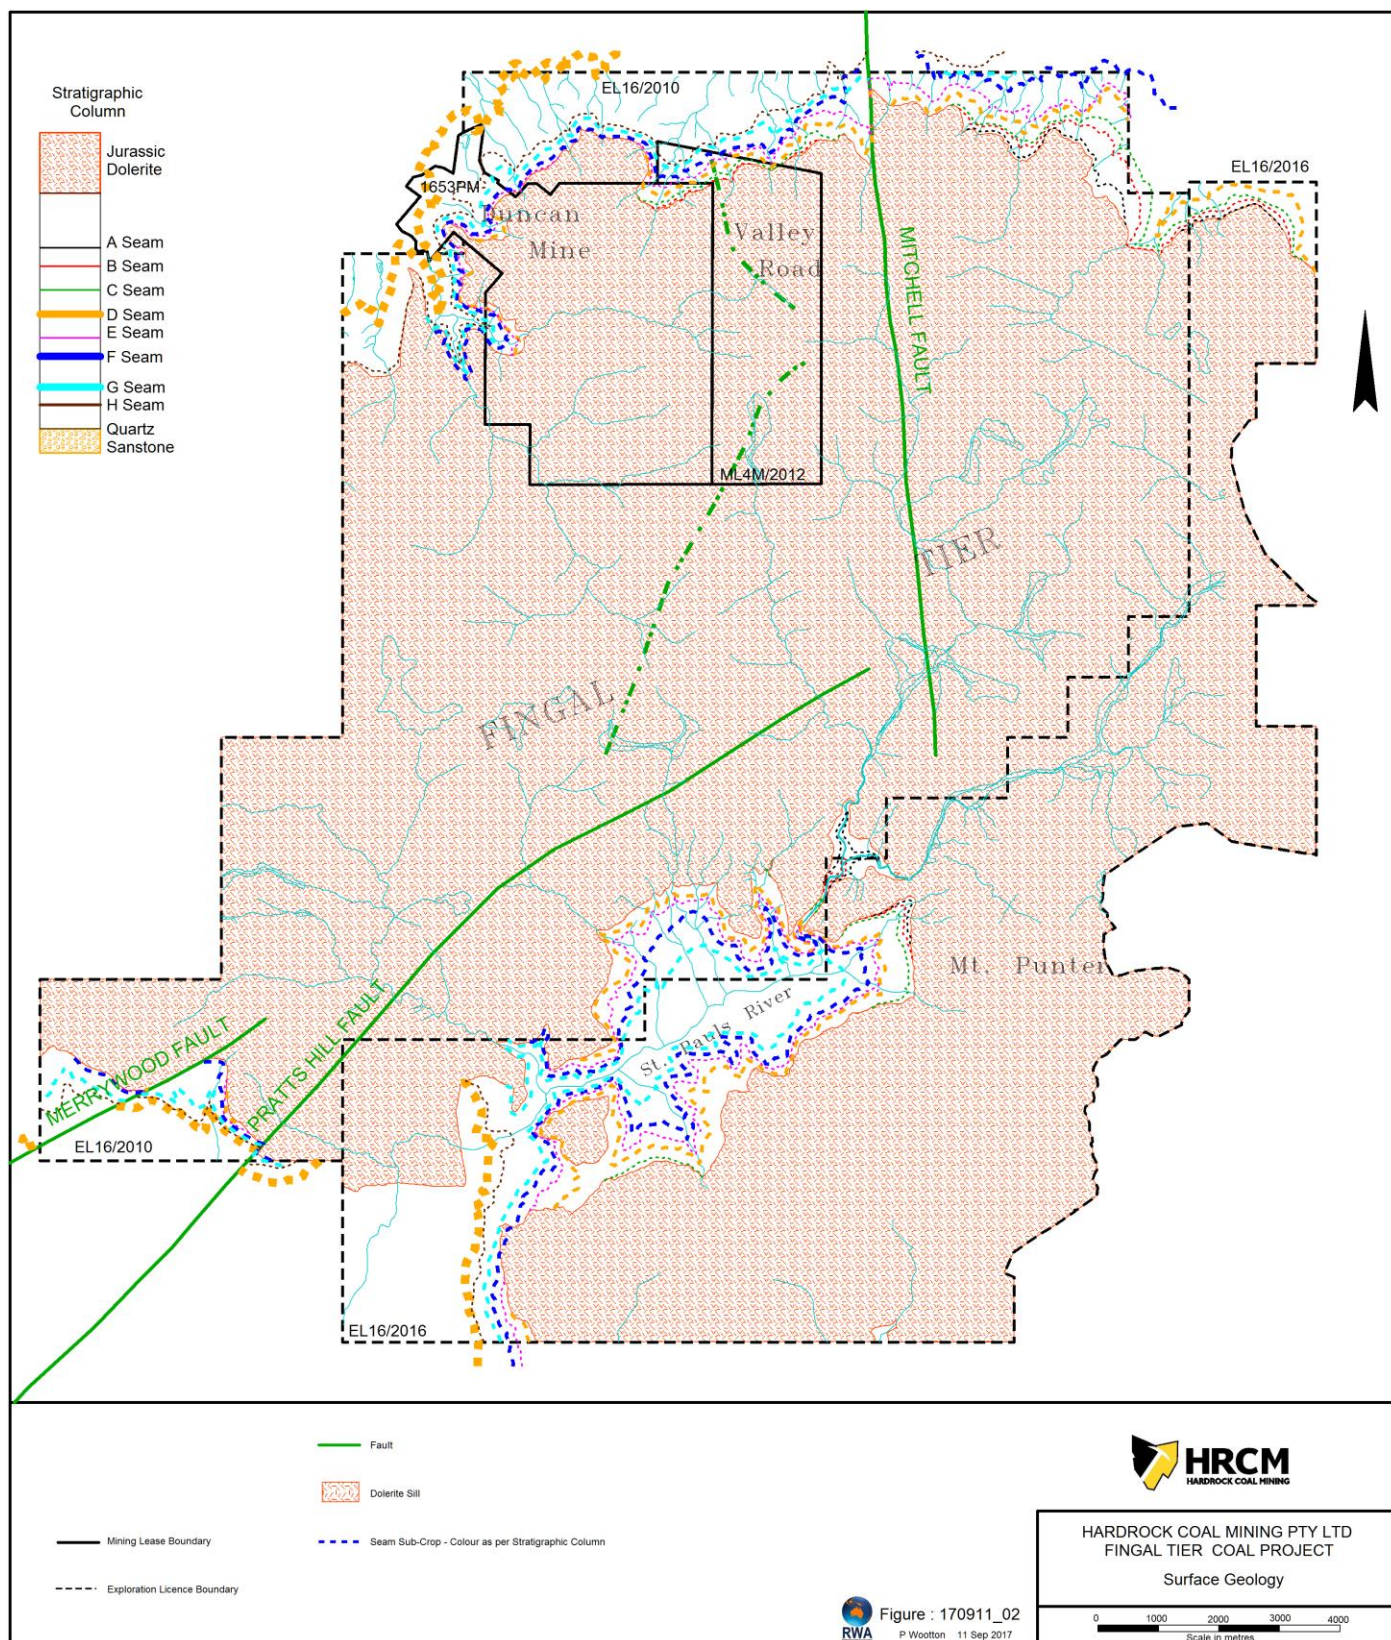 Stratigraphic
Column
Jurassic
Dolerite
A Seam
B Seam
C Seam
D Seam
E Seam
F Seam
G Seam
H Seam
Quartz
Sanstone
EL16/2010
EL16/2016
1653PM
Duncan
Mine
Valley
Road
MITCHELL FAULT
ML4M/2012
FINGAL
TIER
Mt. Punter
St. Pauls River
MERRYWOOD FAULT
PRATTS HILL FAULT
EL16/2010
EL16/2016
Fault
Dolerite Sill
Mining Lease Boundary
Seam Sub-Crop - Colour as per Stratigraphic Column
Exploration Licence Boundary
HRCM
HARDROCK COAL MINING
HARDROCK COAL MINING PTY LTD
FINGAL TIER COAL PROJECT
Surface Geology
RWA
Figure : 170911_02
P Wootton 11 Sep 2017
0 1000 2000 3000 4000
Scale in metres